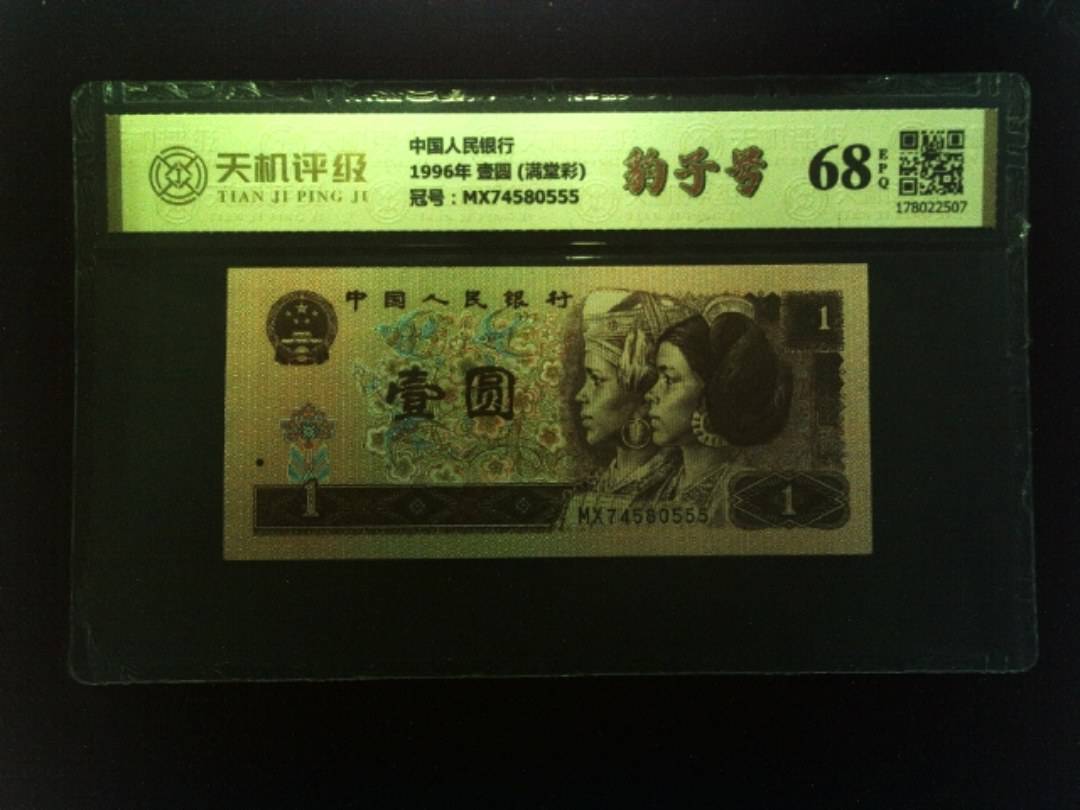 天机评级
TIAN JI PING JI
中国人民银行
1996年 壹圆 (满堂彩)
冠号：MX74580555
豹子号
68
EPQ
178022507
中国人民银行
1
壹圆
1
MX74580555
1